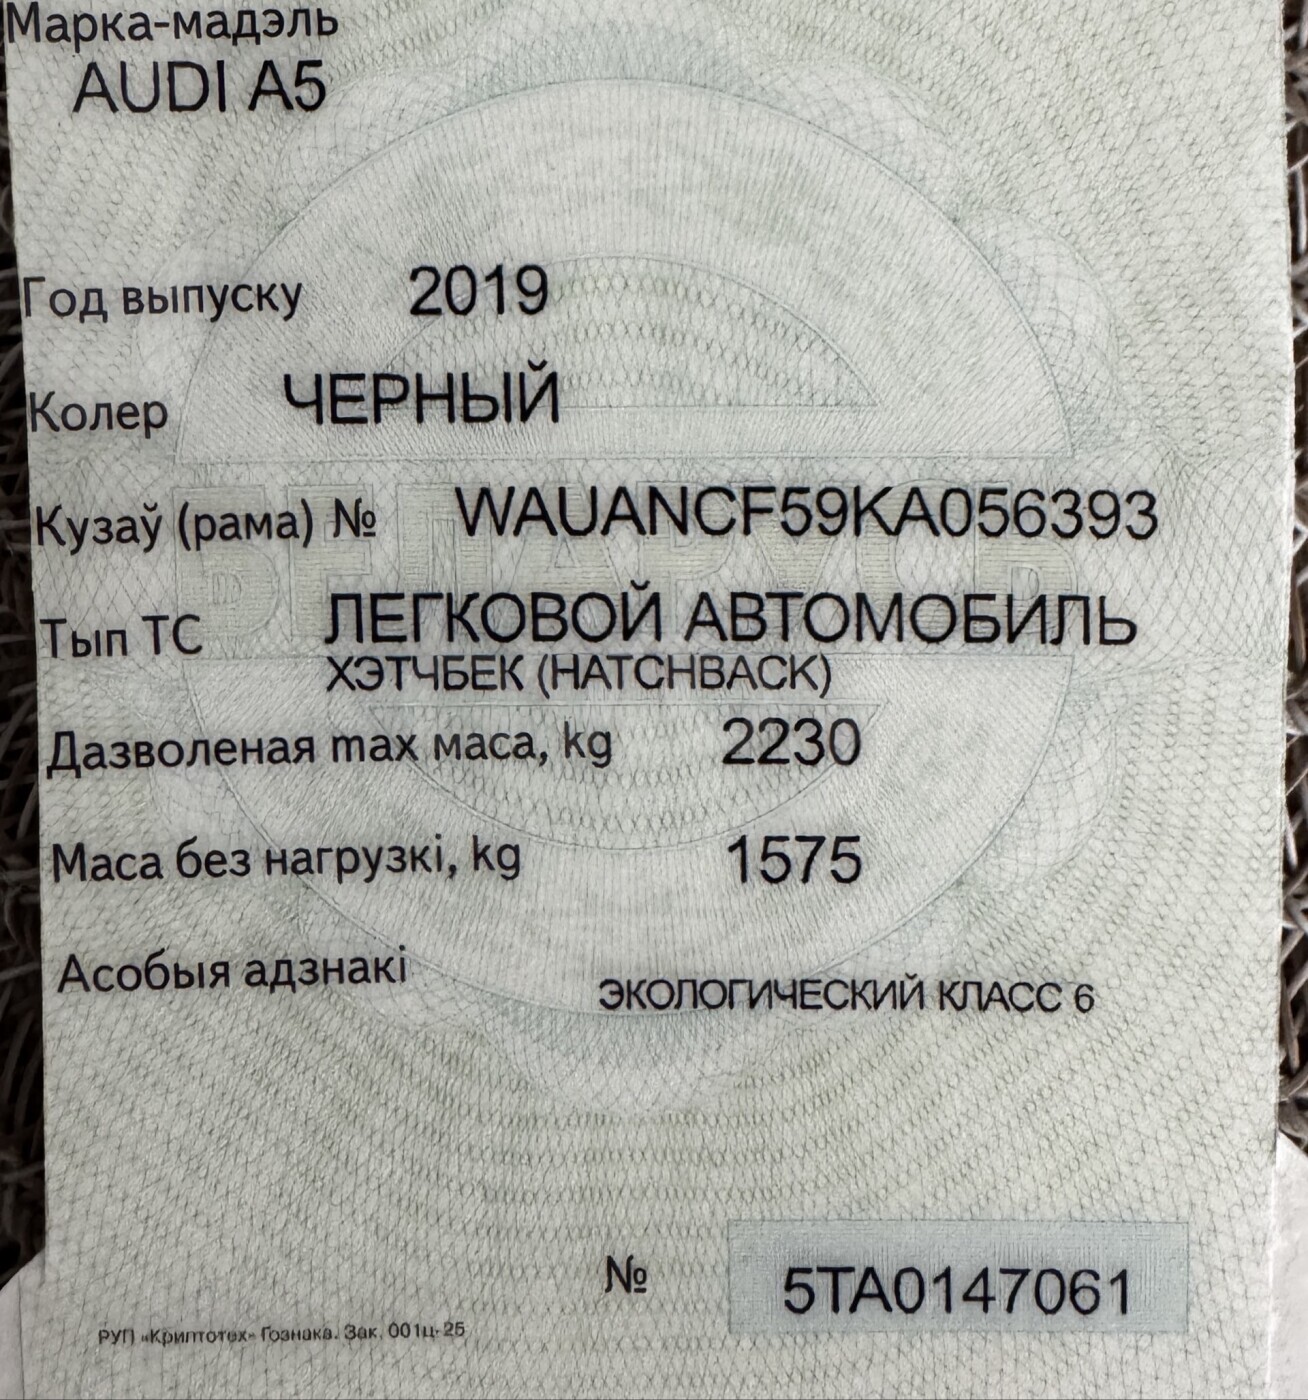 Марка-мадэль
AUDI A5
Год выпуску 2019
Колер ЧЕРНЫЙ
Кузаў (рама) № WAUANCF59KA056393
Тып ТС ЛЕГКОВОЙ АВТОМОБИЛЬ
ХЭТЧБЕК (HATCHBACK)
Дазволеная max маса, kg 2230
Маса без нагрузкі, kg 1575
Асобыя адзнакі
ЭКОЛОГИЧЕСКИЙ КЛАСС 6
БЕЛАРУСЬ
№ 5TA0147061
РУП «Криптотех» Гознака. Зак. 001ц-25